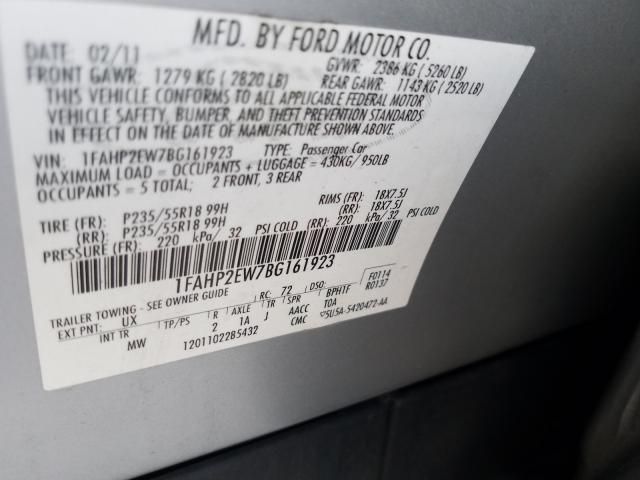 MFD. BY FORD MOTOR CO.
DATE: 02/11 GVWR: 2386 KG ( 5260 LB)
FRONT GAWR: 1279 KG ( 2820 LB) REAR GAWR: 1143 KG ( 2520 LB)
THIS VEHICLE CONFORMS TO ALL APPLICABLE FEDERAL MOTOR
VEHICLE SAFETY, BUMPER, AND THEFT PREVENTION STANDARDS
IN EFFECT ON THE DATE OF MANUFACTURE SHOWN ABOVE.
VIN: 1FAHP2EW7BG161923 TYPE: Passenger Car
MAXIMUM LOAD = OCCUPANTS + LUGGAGE = 430KG / 950LB
OCCUPANTS = 5 TOTAL; 2 FRONT, 3 REAR
TIRE (FR): P235/55R18 99H RIMS (FR): 18X7.5J
(RR): P235/55R18 99H (RR): 18X7.5J
PRESSURE (FR): 220 kPa/ 32 PSI COLD (RR): 220 kPa/ 32 PSI COLD
1FAHP2EW7BG161923
TRAILER TOWING - SEE OWNER GUIDE F0114
EXT PNT: UX RC: 72 DSO: R0137
INT TR TP/PS R AXLE TR SPR BPHTF
MW 2 1A J AACC T0A
1201102285432 CMC 5U5A-5420472-AA